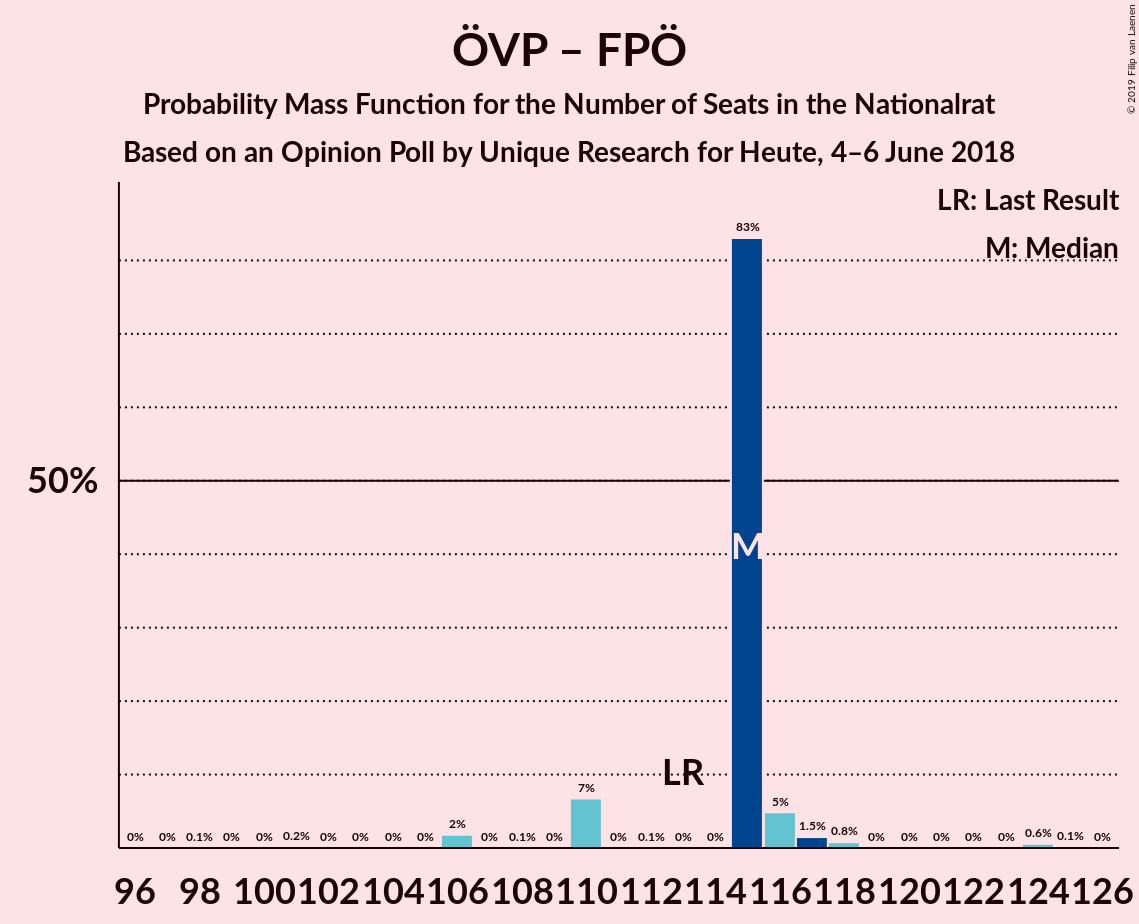 ÖVP – FPÖ
Probability Mass Function for the Number of Seats in the Nationalrat
Based on an Opinion Poll by Unique Research for Heute, 4–6 June 2018
© 2019 Filip van Laenen
LR: Last Result
M: Median
83%
50%
M
LR
0% 0% 0.1% 0% 0% 0.2% 0% 0% 0% 0% 2% 0% 0.1% 0% 7% 0% 0.1% 0% 0% 5% 1.5% 0.8% 0% 0% 0% 0% 0% 0.6% 0.1% 0%
96 98 100 102 104 106 108 110 112 114 116 118 120 122 124 126